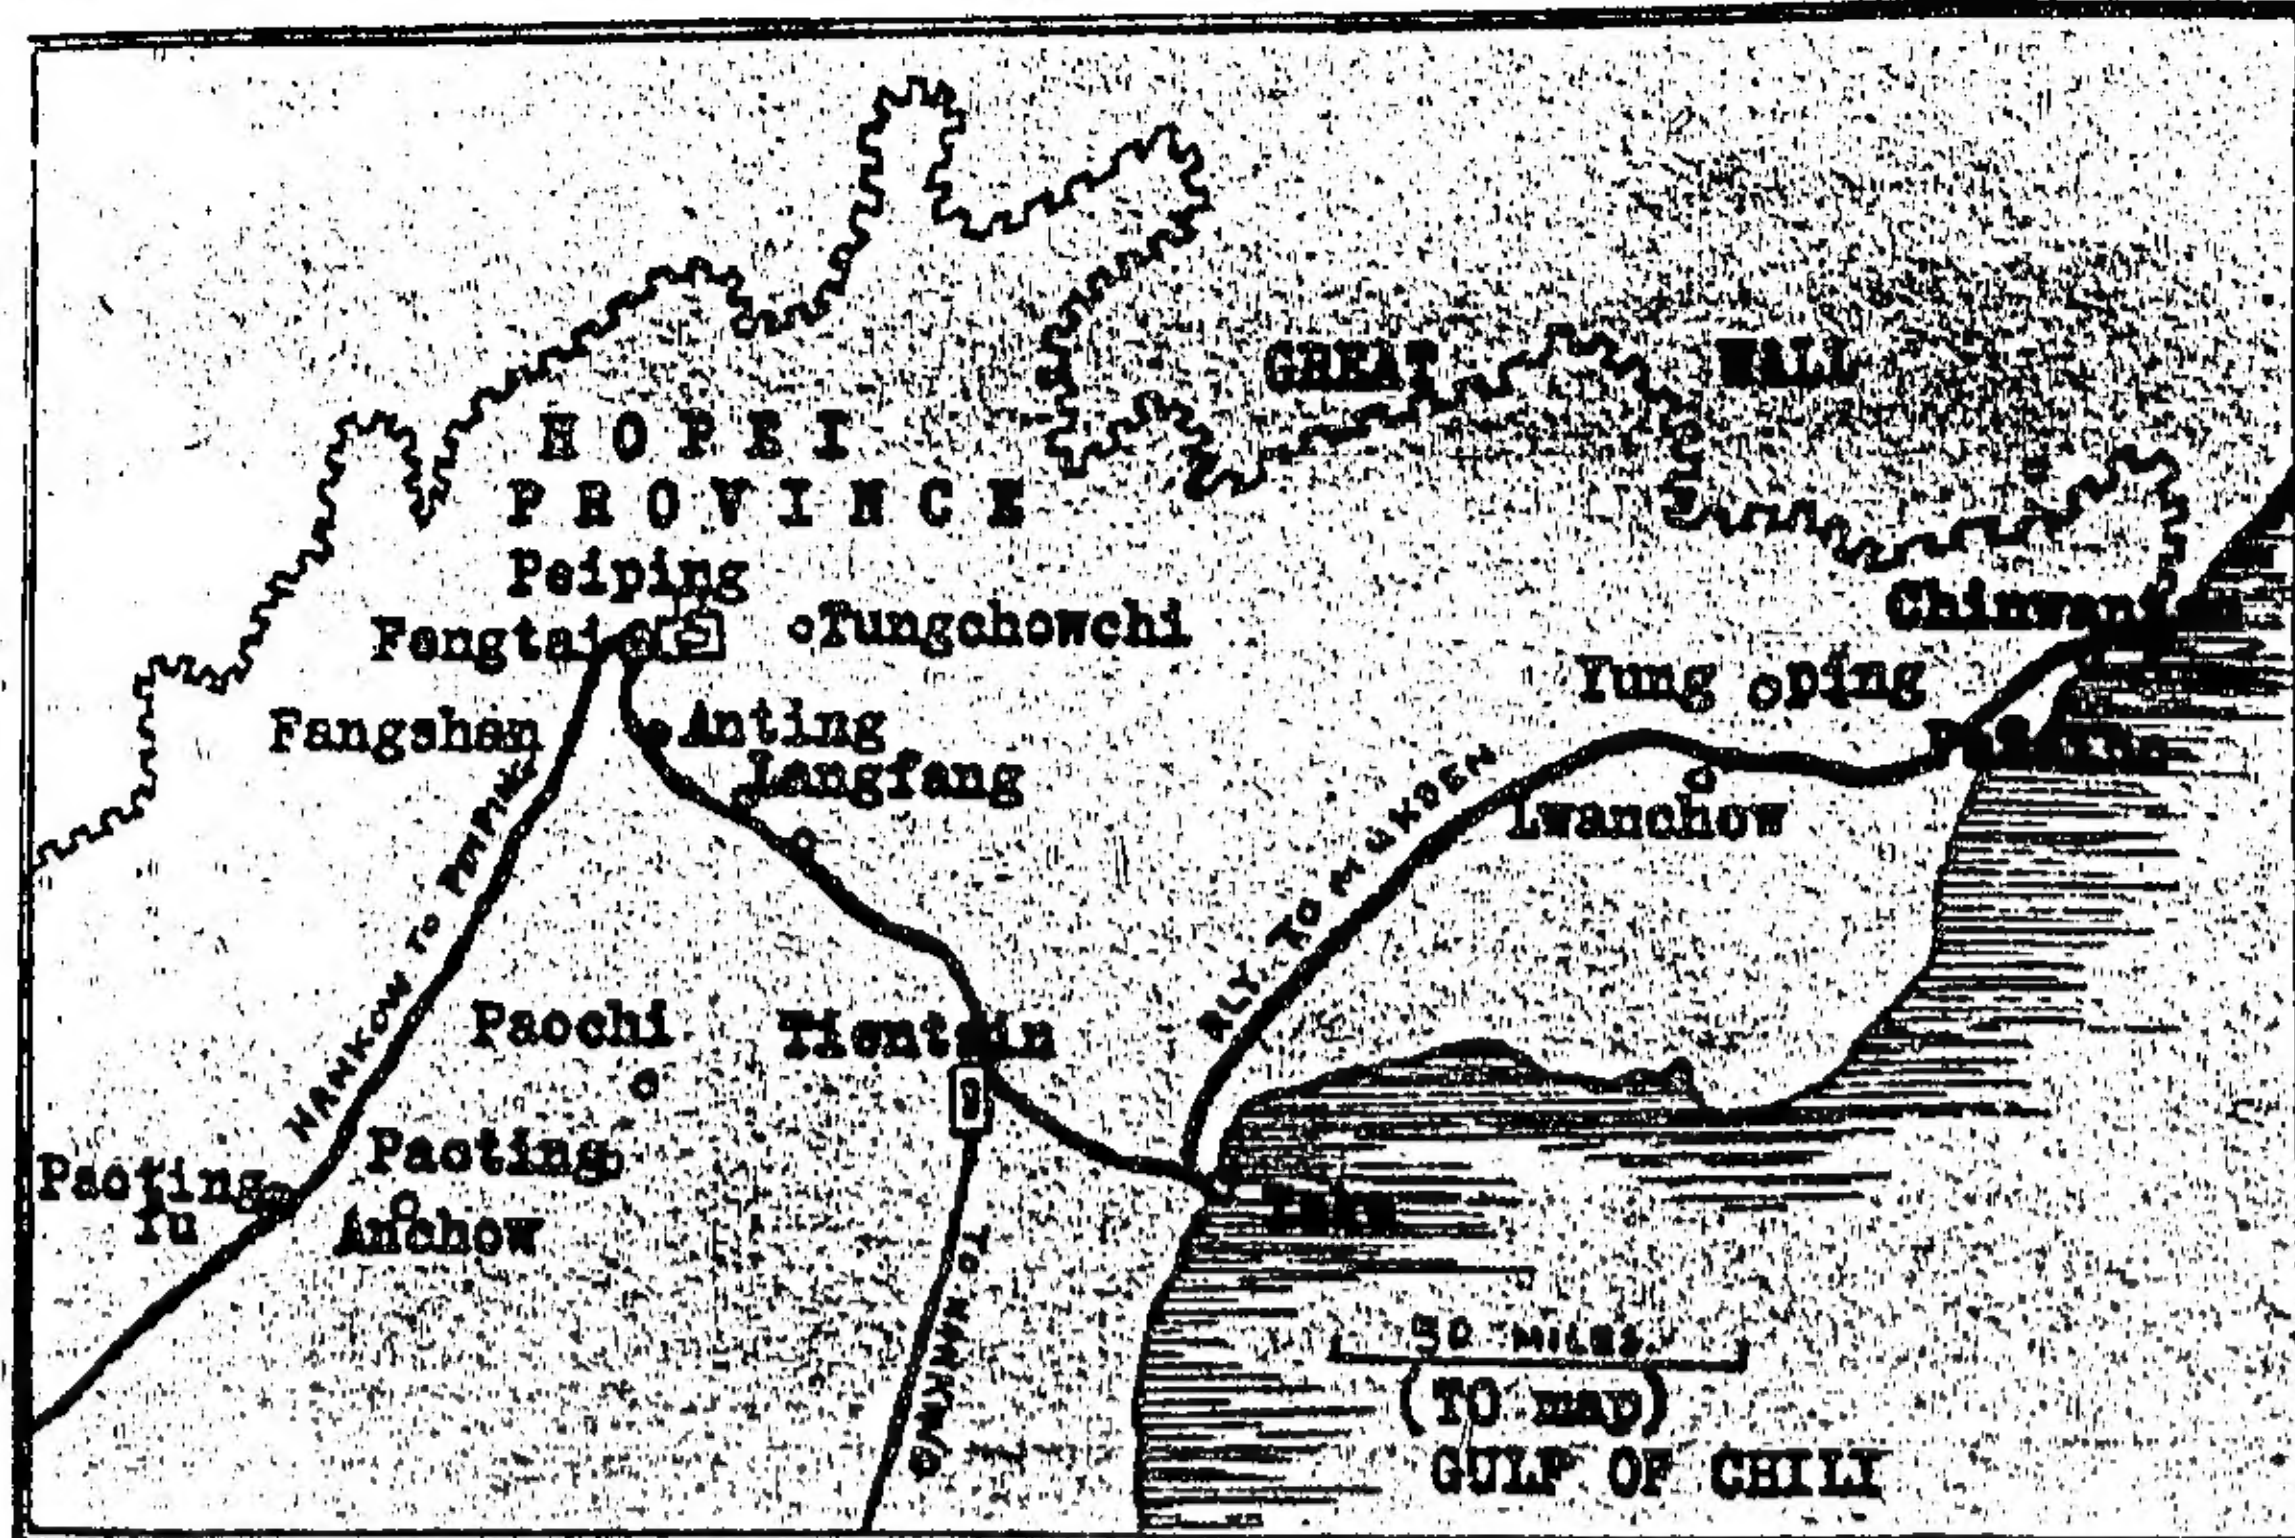 GREAT WALL
HOPEI
PROVINCE
Peiping
Fengtai
Tungchowchi
Yung ping
Fangshan
Anting
Langfang
Lwanchow
HANKOW TO PEIPING
RLY. TO MUKDEN
Paochi
Tientsin
Paoting
Paoting
fu
Anchow
Taku
TO NANKING
50 MILES.
(TO map)
GULF OF CHILI